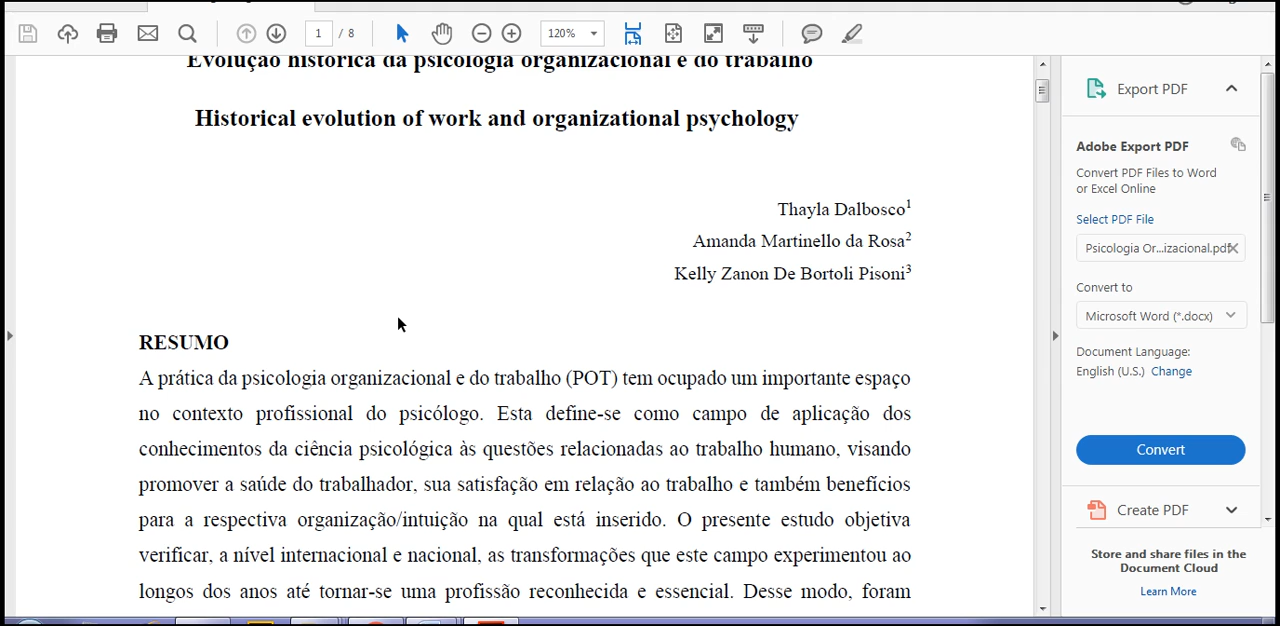 1 / 8
120%
Evolução histórica da psicologia organizacional e do trabalho
Historical evolution of work and organizational psychology
Thayla Dalbosco1
Amanda Martinello da Rosa2
Kelly Zanon De Bortoli Pisoni3
RESUMO
A prática da psicologia organizacional e do trabalho (POT) tem ocupado um importante espaço
no contexto profissional do psicólogo. Esta define-se como campo de aplicação dos
conhecimentos da ciência psicológica às questões relacionadas ao trabalho humano, visando
promover a saúde do trabalhador, sua satisfação em relação ao trabalho e também benefícios
para a respectiva organização/intuição na qual está inserido. O presente estudo objetiva
verificar, a nível internacional e nacional, as transformações que este campo experimentou ao
longos dos anos até tornar-se uma profissão reconhecida e essencial. Desse modo, foram
Export PDF
Adobe Export PDF
Convert PDF Files to Word
or Excel Online
Select PDF File
Psicologia Or...izacional.pdf
Convert to
Microsoft Word (*.docx)
Document Language:
English (U.S.) Change
Convert
Create PDF
Store and share files in the
Document Cloud
Learn More